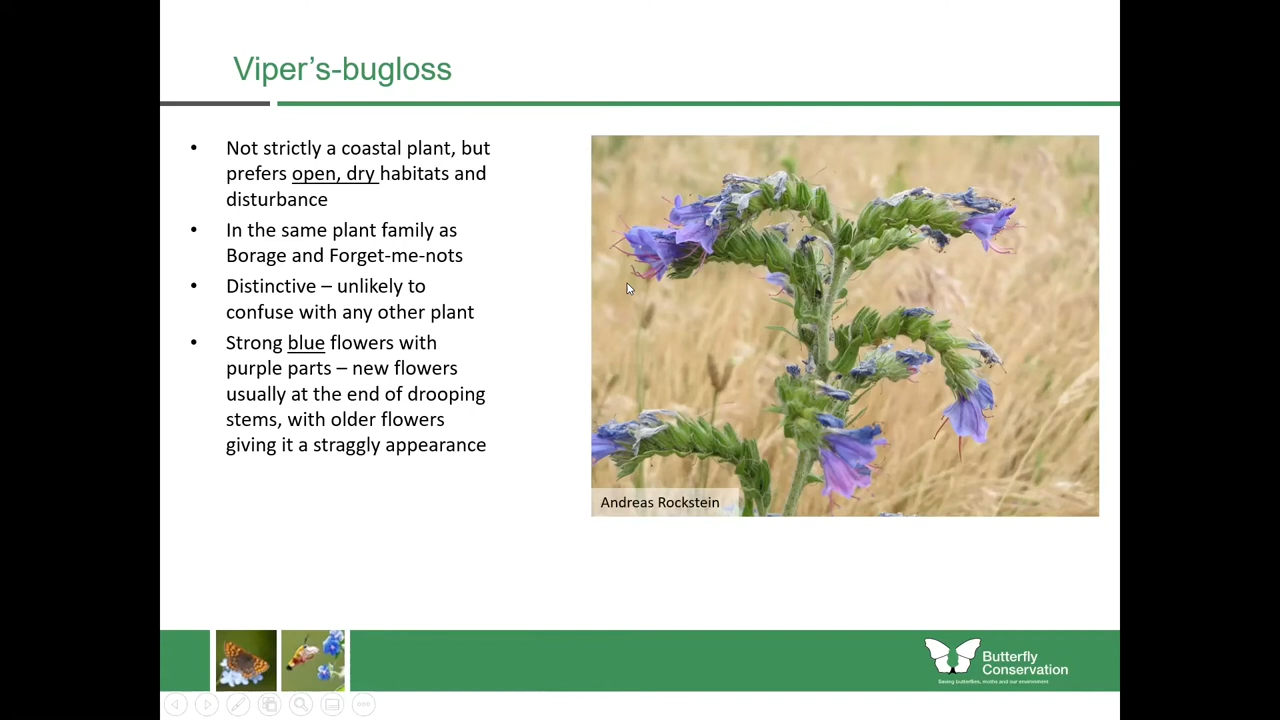 Viper’s-bugloss
• Not strictly a coastal plant, but
prefers open, dry habitats and
disturbance
• In the same plant family as
Borage and Forget-me-nots
• Distinctive – unlikely to
confuse with any other plant
• Strong blue flowers with
purple parts – new flowers
usually at the end of drooping
stems, with older flowers
giving it a straggly appearance
Andreas Rockstein
Butterfly
Conservation
Saving butterflies, moths and our environment